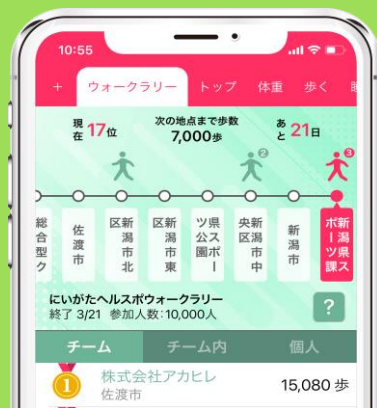 10:55
+ ウォークラリー トップ 体重 歩く
現在 17位
次の地点まで歩数
7,000歩
あと 21日
2
3
総合型ク
佐渡市
新潟市北
区
新潟市東
区
県スポー
ツ公園
新潟市中
央区
新潟市
新潟県ス
ポーツ課
にいがたヘルスポウォークラリー
終了 3/21 参加人数:10,000人
?
チーム チーム内 個人
1 株式会社アカヒレ
佐渡市
15,080 歩